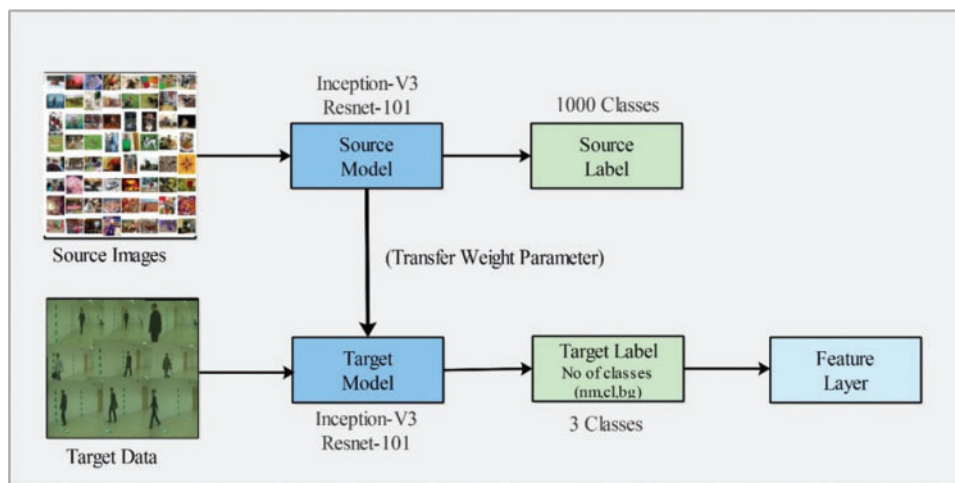 Inception-V3
Resnet-101
1000 Classes
Source
Model
Source
Label
Source Images
(Transfer Weight Parameter)
Target
Model
Target Label
No of classes
(nm,cl,bg)
Feature
Layer
Inception-V3
Resnet-101
3 Classes
Target Data